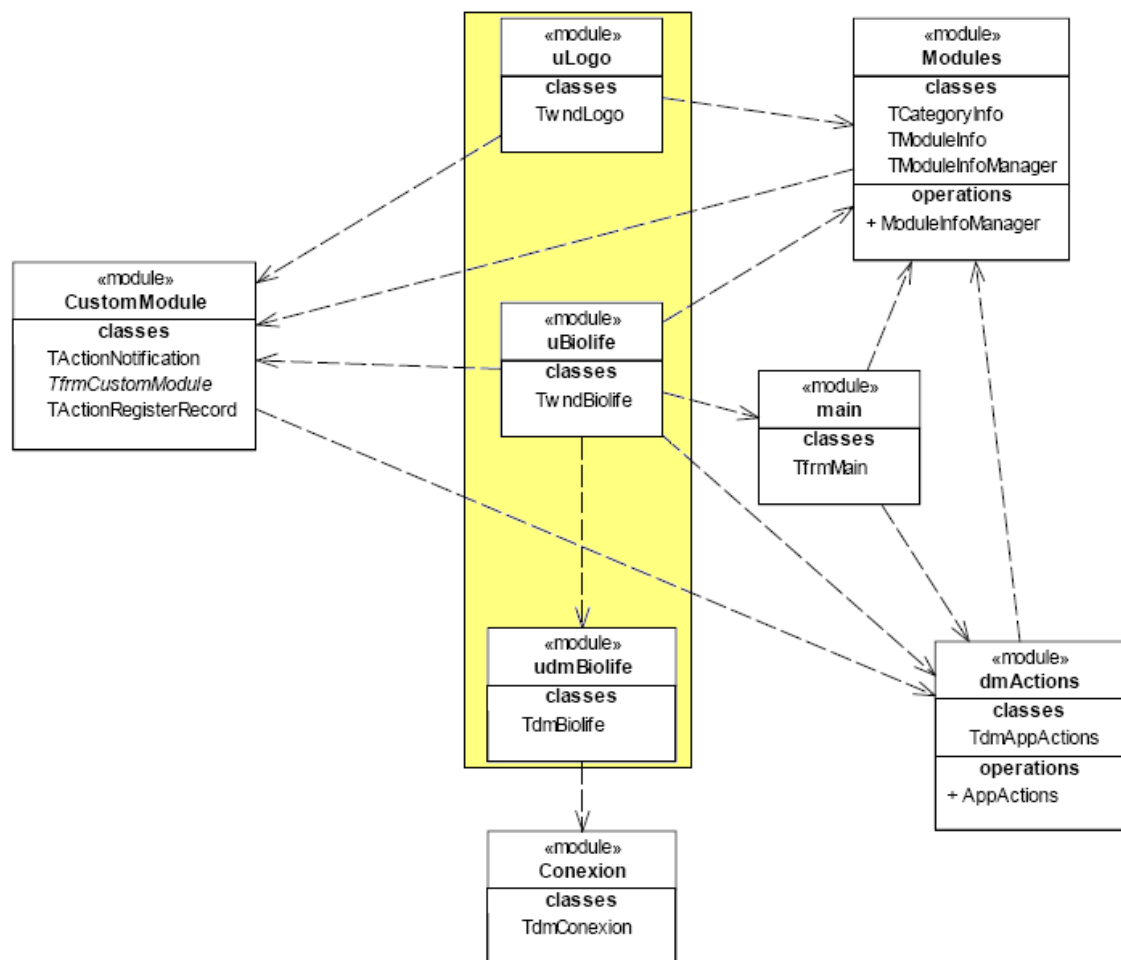 «module»
uLogo
classes
TwndLogo
«module»
Modules
classes
TCategoryInfo
TModuleInfo
TModuleInfoManager
operations
+ ModuleInfoManager
«module»
CustomModule
classes
TActionNotification
TfrmCustomModule
TActionRegisterRecord
«module»
uBiolife
classes
TwndBiolife
«module»
main
classes
TfrmMain
«module»
udmBiolife
classes
TdmBiolife
«module»
dmActions
classes
TdmAppActions
operations
+ AppActions
«module»
Conexion
classes
TdmConexion